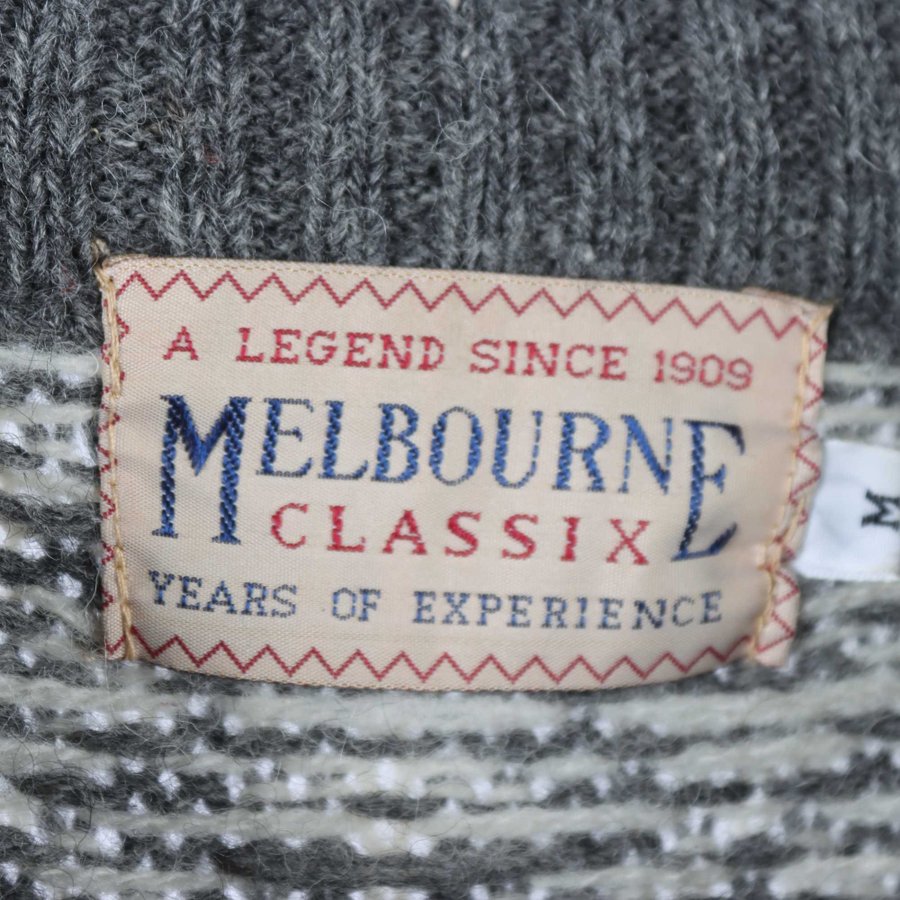 A LEGEND SINCE 1909
MELBOURNE
CLASSIX
YEARS OF EXPERIENCE
M